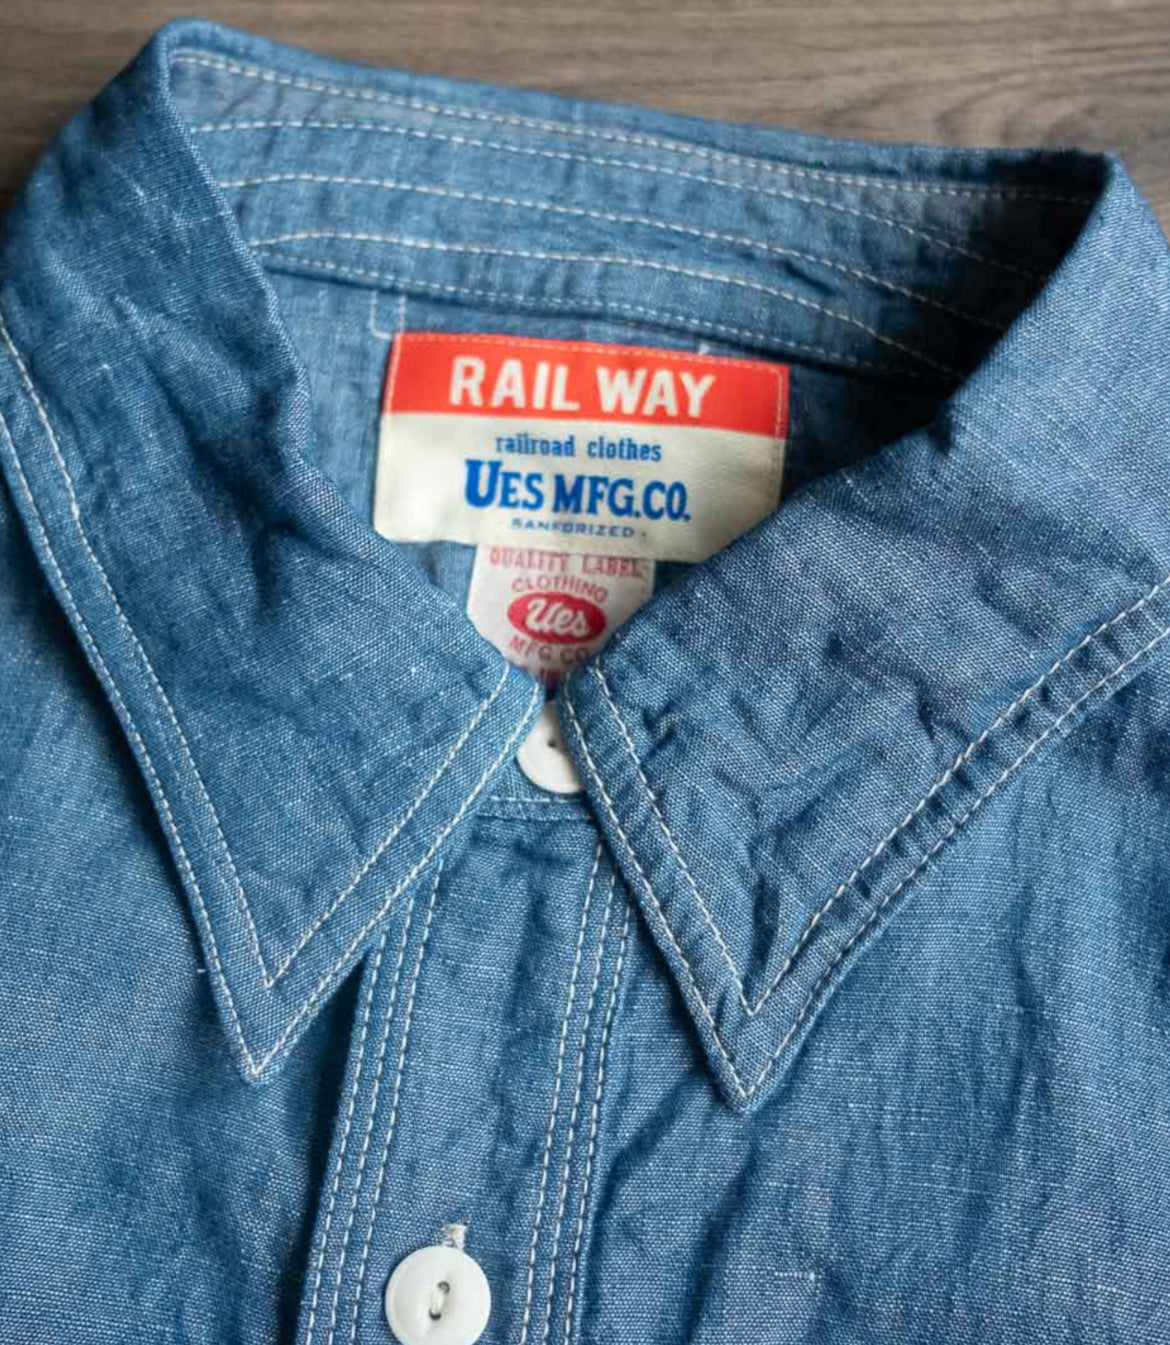 RAIL WAY
railroad clothes
UES MFG.CO.
SANFORIZED
QUALITY LABEL
CLOTHING
Ues
MFG CO